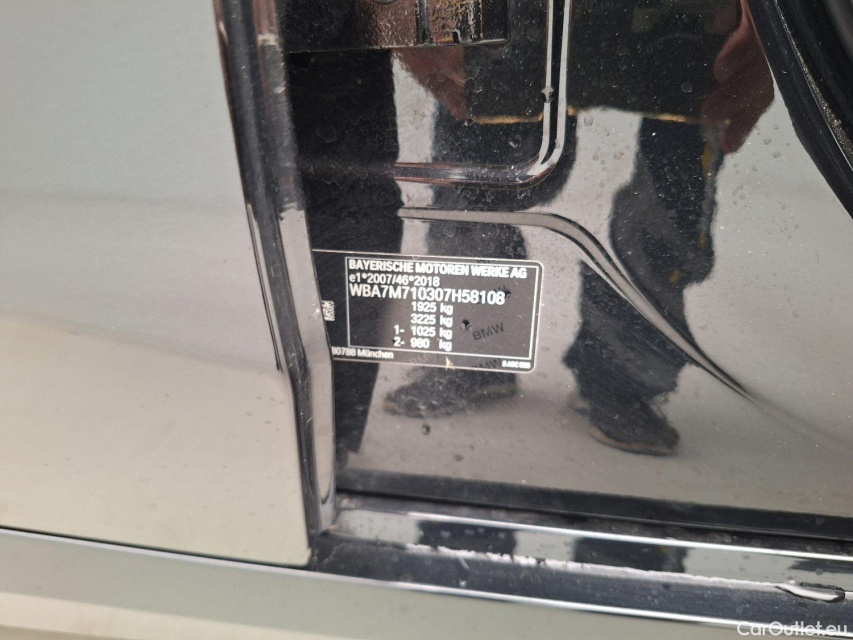 BAYERISCHE MOTOREN WERKE AG
e1*2007/46*2018
WBA7M710307H58108
1925 kg
3225 kg
1- 1025 kg
2- 980 kg
BMW
80788 München
CarOutlet.eu